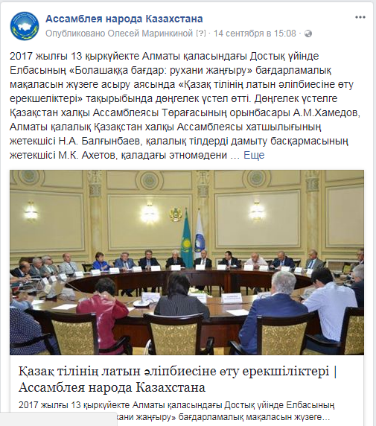 Ассамблея народа Казахстана
Опубликовано Олесей Маринкиной [?] · 14 сентября в 15:08 ·
2017 жылғы 13 қыркүйекте Алматы қаласындағы Достық үйінде
Елбасының «Болашаққа бағдар: рухани жаңғыру» бағдарламалық
мақаласын жүзеге асыру аясында «Қазақ тілінің латын әліпбиесіне өту
ерекшеліктері» тақырыбында дөңгелек үстел өтті. Дөңгелек үстелге
Қазақстан халқы Ассамблеясы Төрағасының орынбасары А.М.Хамедов,
Алматы қалалық Қазақстан халқы Ассамблеясы хатшылығының
жетекшісі Н.А. Балғынбаев, қалалық тілдерді дамыту басқармасының
жетекшісі М.К. Ахетов, қаладағы этномәдени ... Еще
Қазақ тілінің латын әліпбиесіне өту ерекшіліктері |
Ассамблея народа Казахстана
2017 жылғы 13 қыркүйекте Алматы қаласындағы Достық үйінде Елбасының
хани жаңғыру» бағдарламалық мақаласын жүзеге...